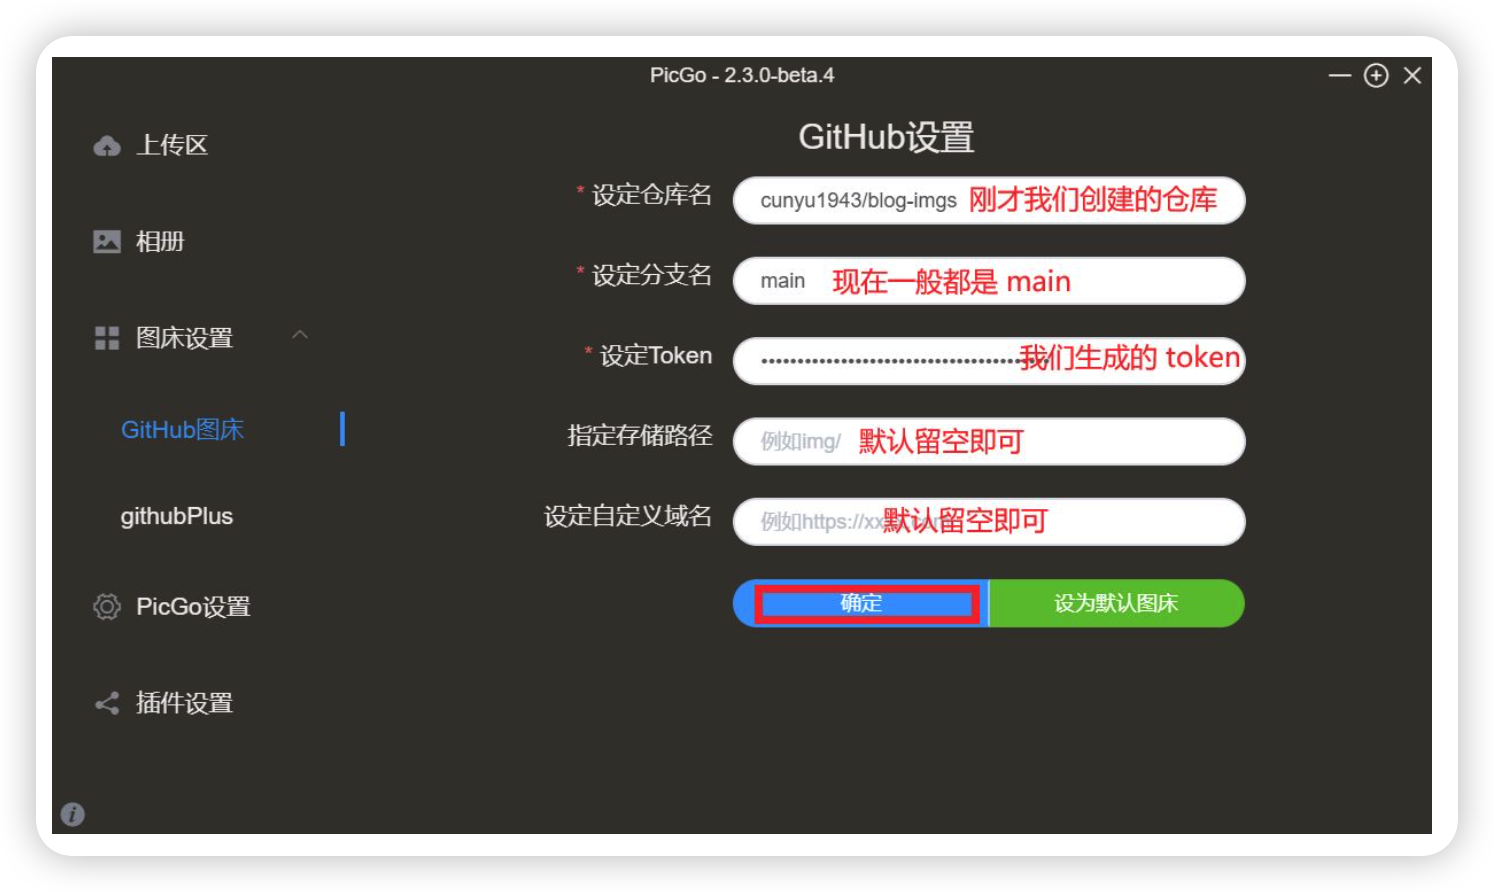 PicGo - 2.3.0-beta.4
上传区
相册
图床设置
GitHub图床
githubPlus
PicGo设置
插件设置
GitHub设置
* 设定仓库名
cunyu1943/blog-imgs 刚才我们创建的仓库
* 设定分支名
main 现在一般都是 main
* 设定Token
我们生成的 token
指定存储路径
例如img/ 默认留空即可
设定自定义域名
例如https:// 默认留空即可
确定
设为默认图床